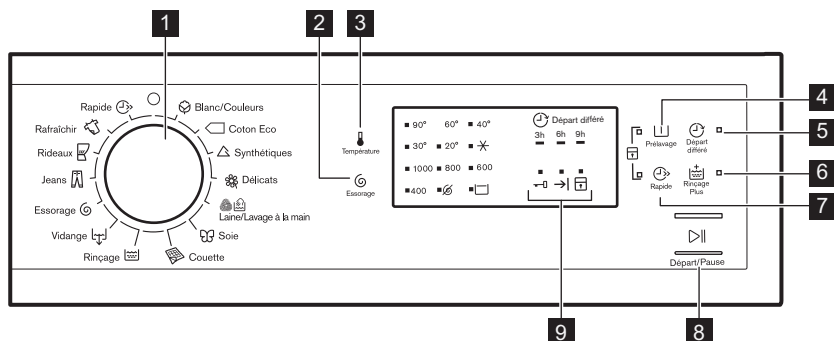 1
2
3
4
5
6
7
8
9
Rapide
Rafraîchir
Rideaux
Jeans
Essorage
Vidange
Rinçage
Blanc/Couleurs
Coton Eco
Synthétiques
Délicats
Laine/Lavage à la main
Soie
Couette
Température
Essorage
90° 60° 40°
30° 20°
1000 800 600
400
Départ différé
3h 6h 9h
Prélavage
Départ
différé
Rapide
Rinçage
Plus
Départ/Pause